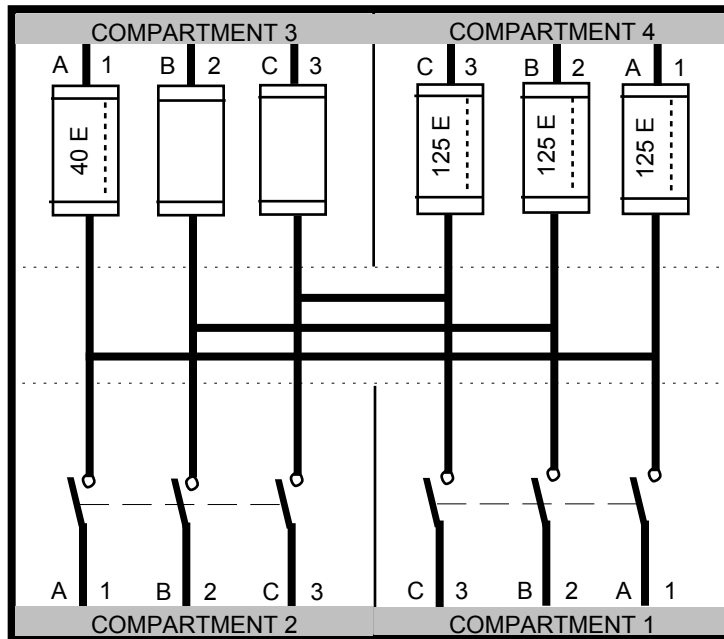 COMPARTMENT 3
COMPARTMENT 4
A 1 B 2 C 3
C 3 B 2 A 1
40 E
125 E
125 E
125 E
A 1 B 2 C 3
C 3 B 2 A 1
COMPARTMENT 2
COMPARTMENT 1